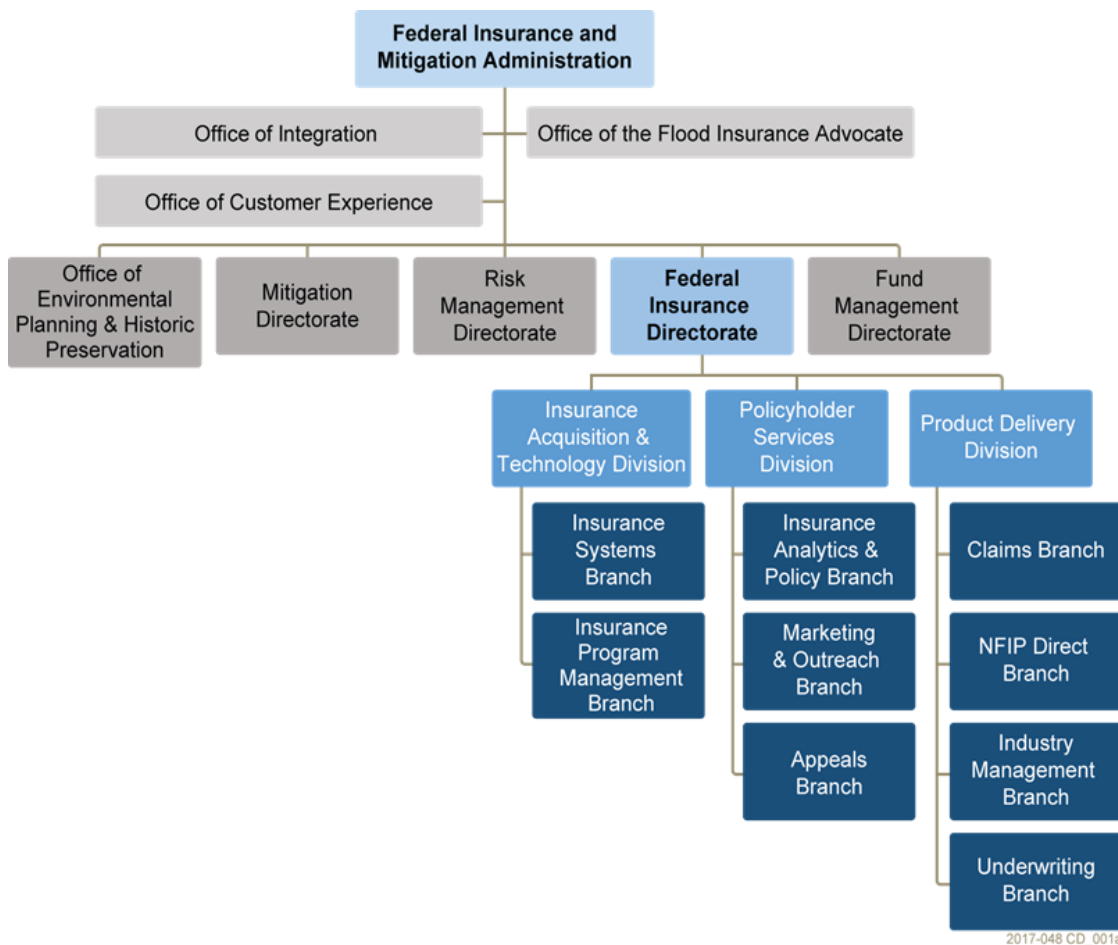 Federal Insurance and
Mitigation Administration
Office of Integration
Office of the Flood Insurance Advocate
Office of Customer Experience
Office of
Environmental
Planning & Historic
Preservation
Mitigation
Directorate
Risk
Management
Directorate
Federal
Insurance
Directorate
Fund
Management
Directorate
Insurance
Acquisition &
Technology Division
Policyholder
Services
Division
Product Delivery
Division
Insurance
Systems
Branch
Insurance
Program
Management
Branch
Insurance
Analytics &
Policy Branch
Marketing
& Outreach
Branch
Appeals
Branch
Claims Branch
NFIP Direct
Branch
Industry
Management
Branch
Underwriting
Branch
2017-048 CD